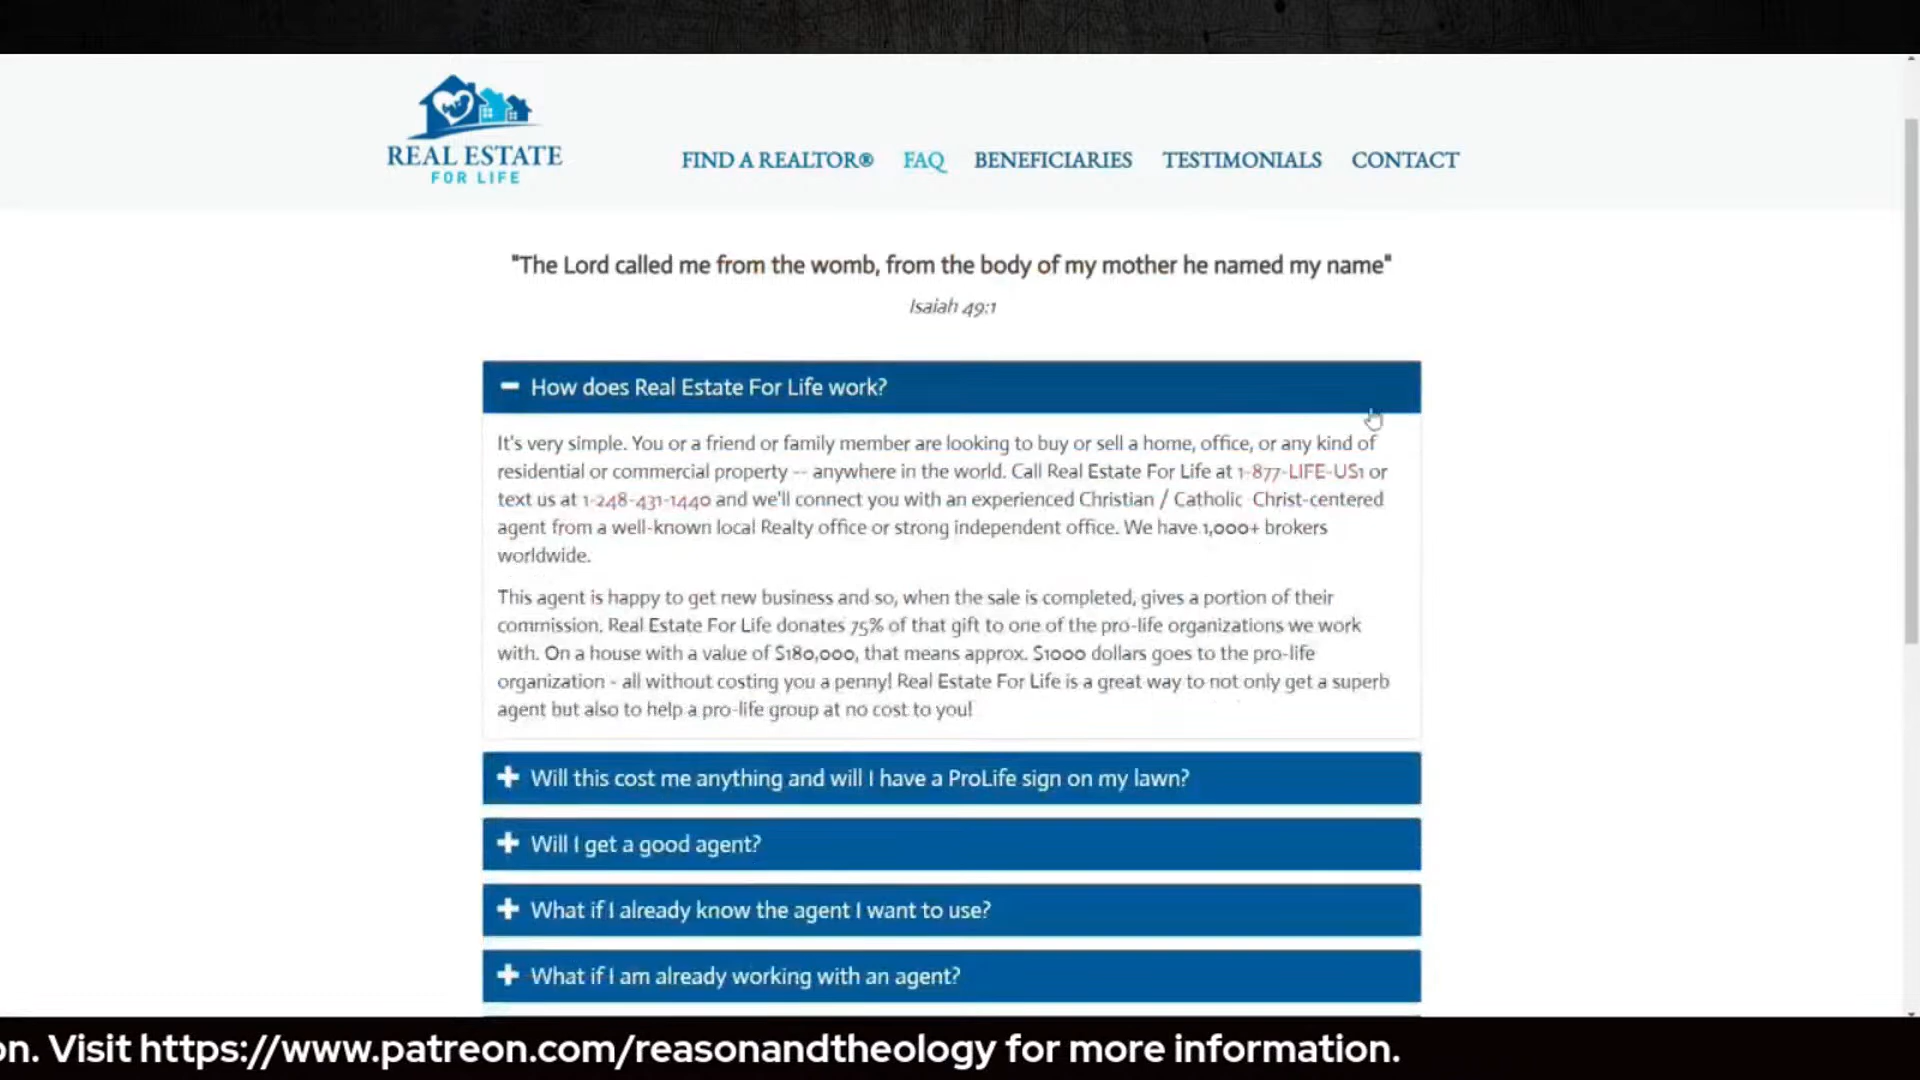 REAL ESTATE
FOR LIFE
FIND A REALTOR® FAQ BENEFICIARIES TESTIMONIALS CONTACT
"The Lord called me from the womb, from the body of my mother he named my name"
Isaiah 49:1
How does Real Estate For Life work?
It's very simple. You or a friend or family member are looking to buy or sell a home, office, or any kind of
residential or commercial property -- anywhere in the world. Call Real Estate For Life at 1-877-LIFE-US1 or
text us at 1-248-431-1440 and we'll connect you with an experienced Christian / Catholic Christ-centered
agent from a well-known local Realty office or strong independent office. We have 1,000+ brokers
worldwide.
This agent is happy to get new business and so, when the sale is completed, gives a portion of their
commission. Real Estate For Life donates 75% of that gift to one of the pro-life organizations we work
with. On a house with a value of $180,000, that means approx. $1000 dollars goes to the pro-life
organization - all without costing you a penny! Real Estate For Life is a great way to not only get a superb
agent but also to help a pro-life group at no cost to you!
Will this cost me anything and will I have a ProLife sign on my lawn?
Will I get a good agent?
What if I already know the agent I want to use?
What if I am already working with an agent?
on. Visit https://www.patreon.com/reasonandtheology for more information.